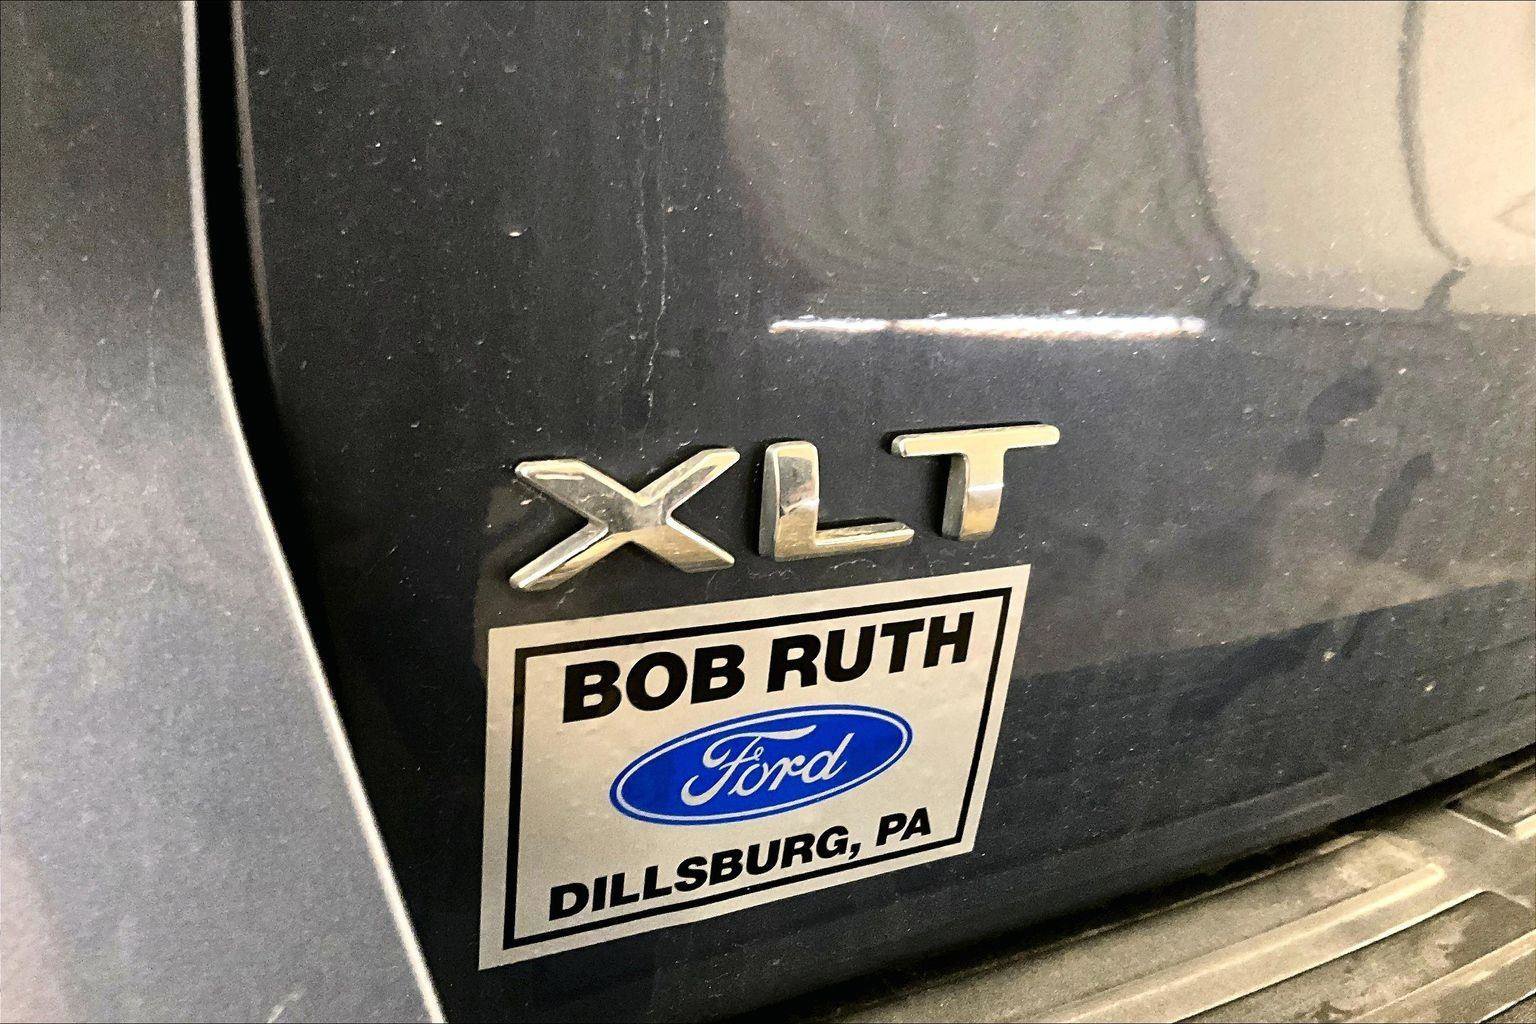 XLT
BOB RUTH
Ford
DILLSBURG, PA